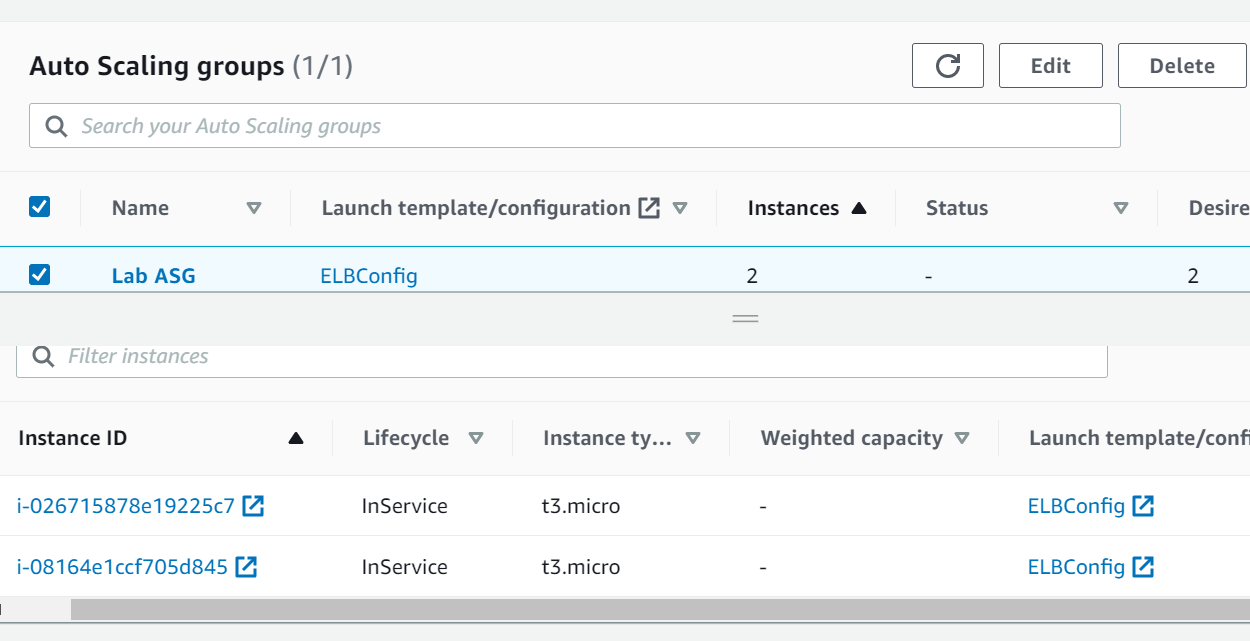 Auto Scaling groups (1/1) Edit Delete
Search your Auto Scaling groups
Name Launch template/configuration Instances Status Desire
Lab ASG ELBConfig 2 - 2
Filter instances
Instance ID Lifecycle Instance ty... Weighted capacity Launch template/confi
i-026715878e19225c7 InService t3.micro - ELBConfig
i-08164e1ccf705d845 InService t3.micro - ELBConfig